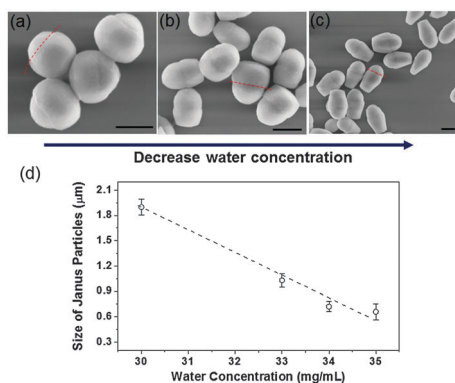 (a) (b) (c)
Decrease water concentration
(d)
Size of Janus Particles (μm)
2.1
1.8
1.5
1.2
0.9
0.6
0.3
30 31 32 33 34 35
Water Concentration (mg/mL)